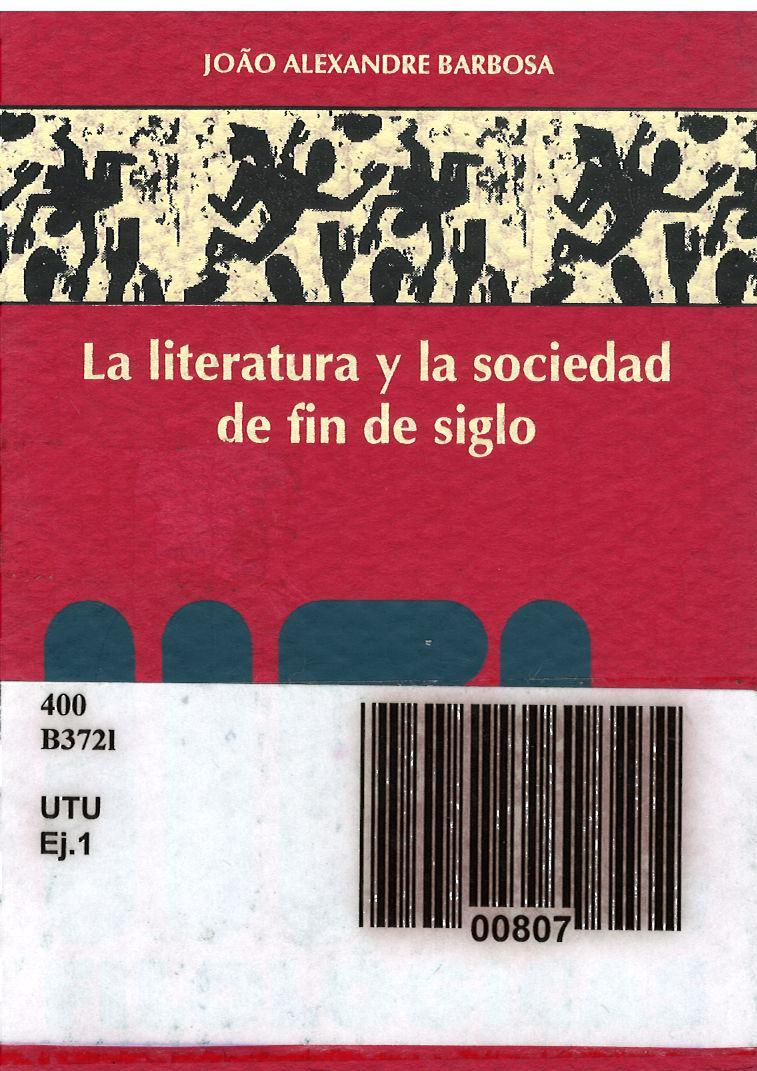 JOÃO ALEXANDRE BARBOSA
La literatura y la sociedad
de fin de siglo
400
B372l
UTU
Ej.1
00807